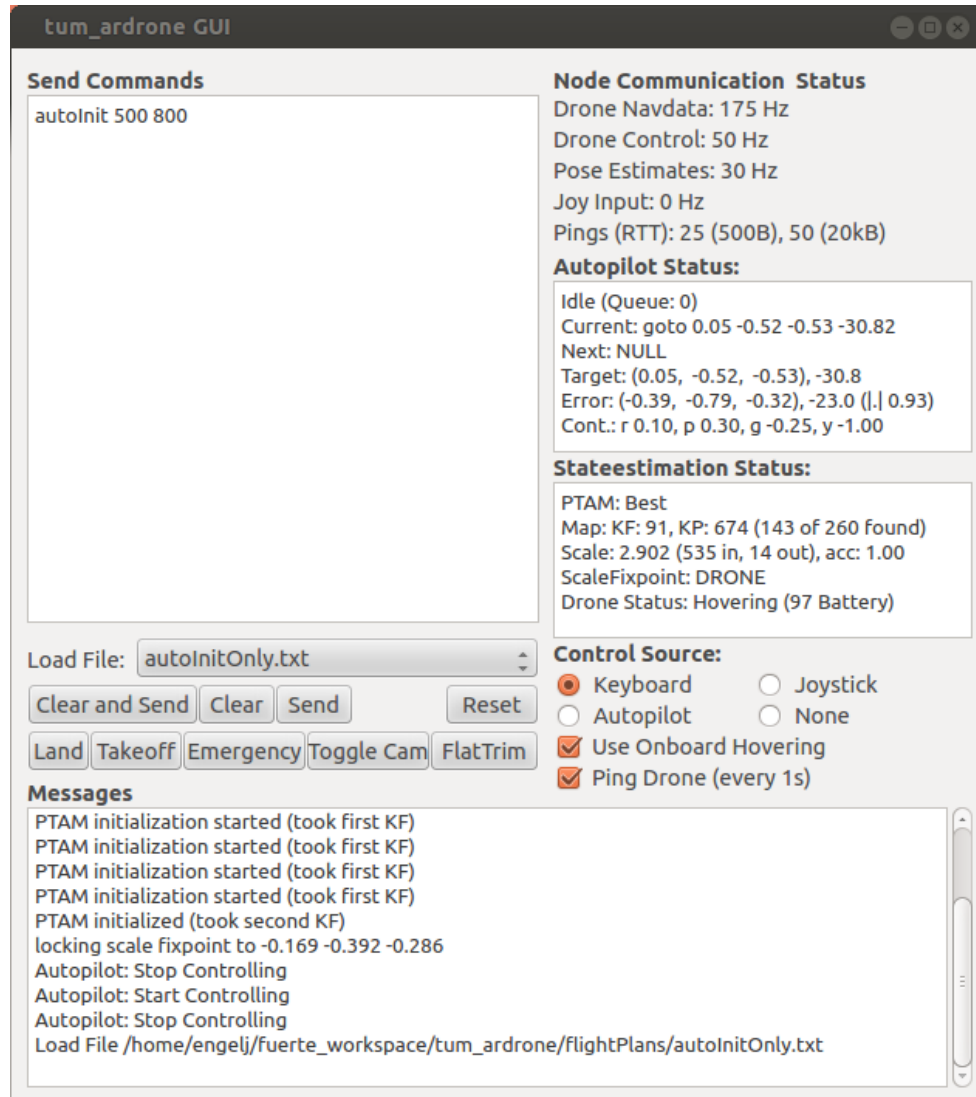 tum_ardrone GUI
Send Commands
autoInit 500 800
Load File: autoInitOnly.txt
Clear and Send Clear Send Reset
Land Takeoff Emergency Toggle Cam FlatTrim
Node Communication Status
Drone Navdata: 175 Hz
Drone Control: 50 Hz
Pose Estimates: 30 Hz
Joy Input: 0 Hz
Pings (RTT): 25 (500B), 50 (20kB)
Autopilot Status:
Idle (Queue: 0)
Current: goto 0.05 -0.52 -0.53 -30.82
Next: NULL
Target: (0.05, -0.52, -0.53), -30.8
Error: (-0.39, -0.79, -0.32), -23.0 (|.| 0.93)
Cont.: r 0.10, p 0.30, g -0.25, y -1.00
Stateestimation Status:
PTAM: Best
Map: KF: 91, KP: 674 (143 of 260 found)
Scale: 2.902 (535 in, 14 out), acc: 1.00
ScaleFixpoint: DRONE
Drone Status: Hovering (97 Battery)
Control Source:
Keyboard Joystick
Autopilot None
Use Onboard Hovering
Ping Drone (every 1s)
Messages
PTAM initialization started (took first KF)
PTAM initialization started (took first KF)
PTAM initialization started (took first KF)
PTAM initialization started (took first KF)
PTAM initialized (took second KF)
locking scale fixpoint to -0.169 -0.392 -0.286
Autopilot: Stop Controlling
Autopilot: Start Controlling
Autopilot: Stop Controlling
Load File /home/engelj/fuerte_workspace/tum_ardrone/flightPlans/autoInitOnly.txt